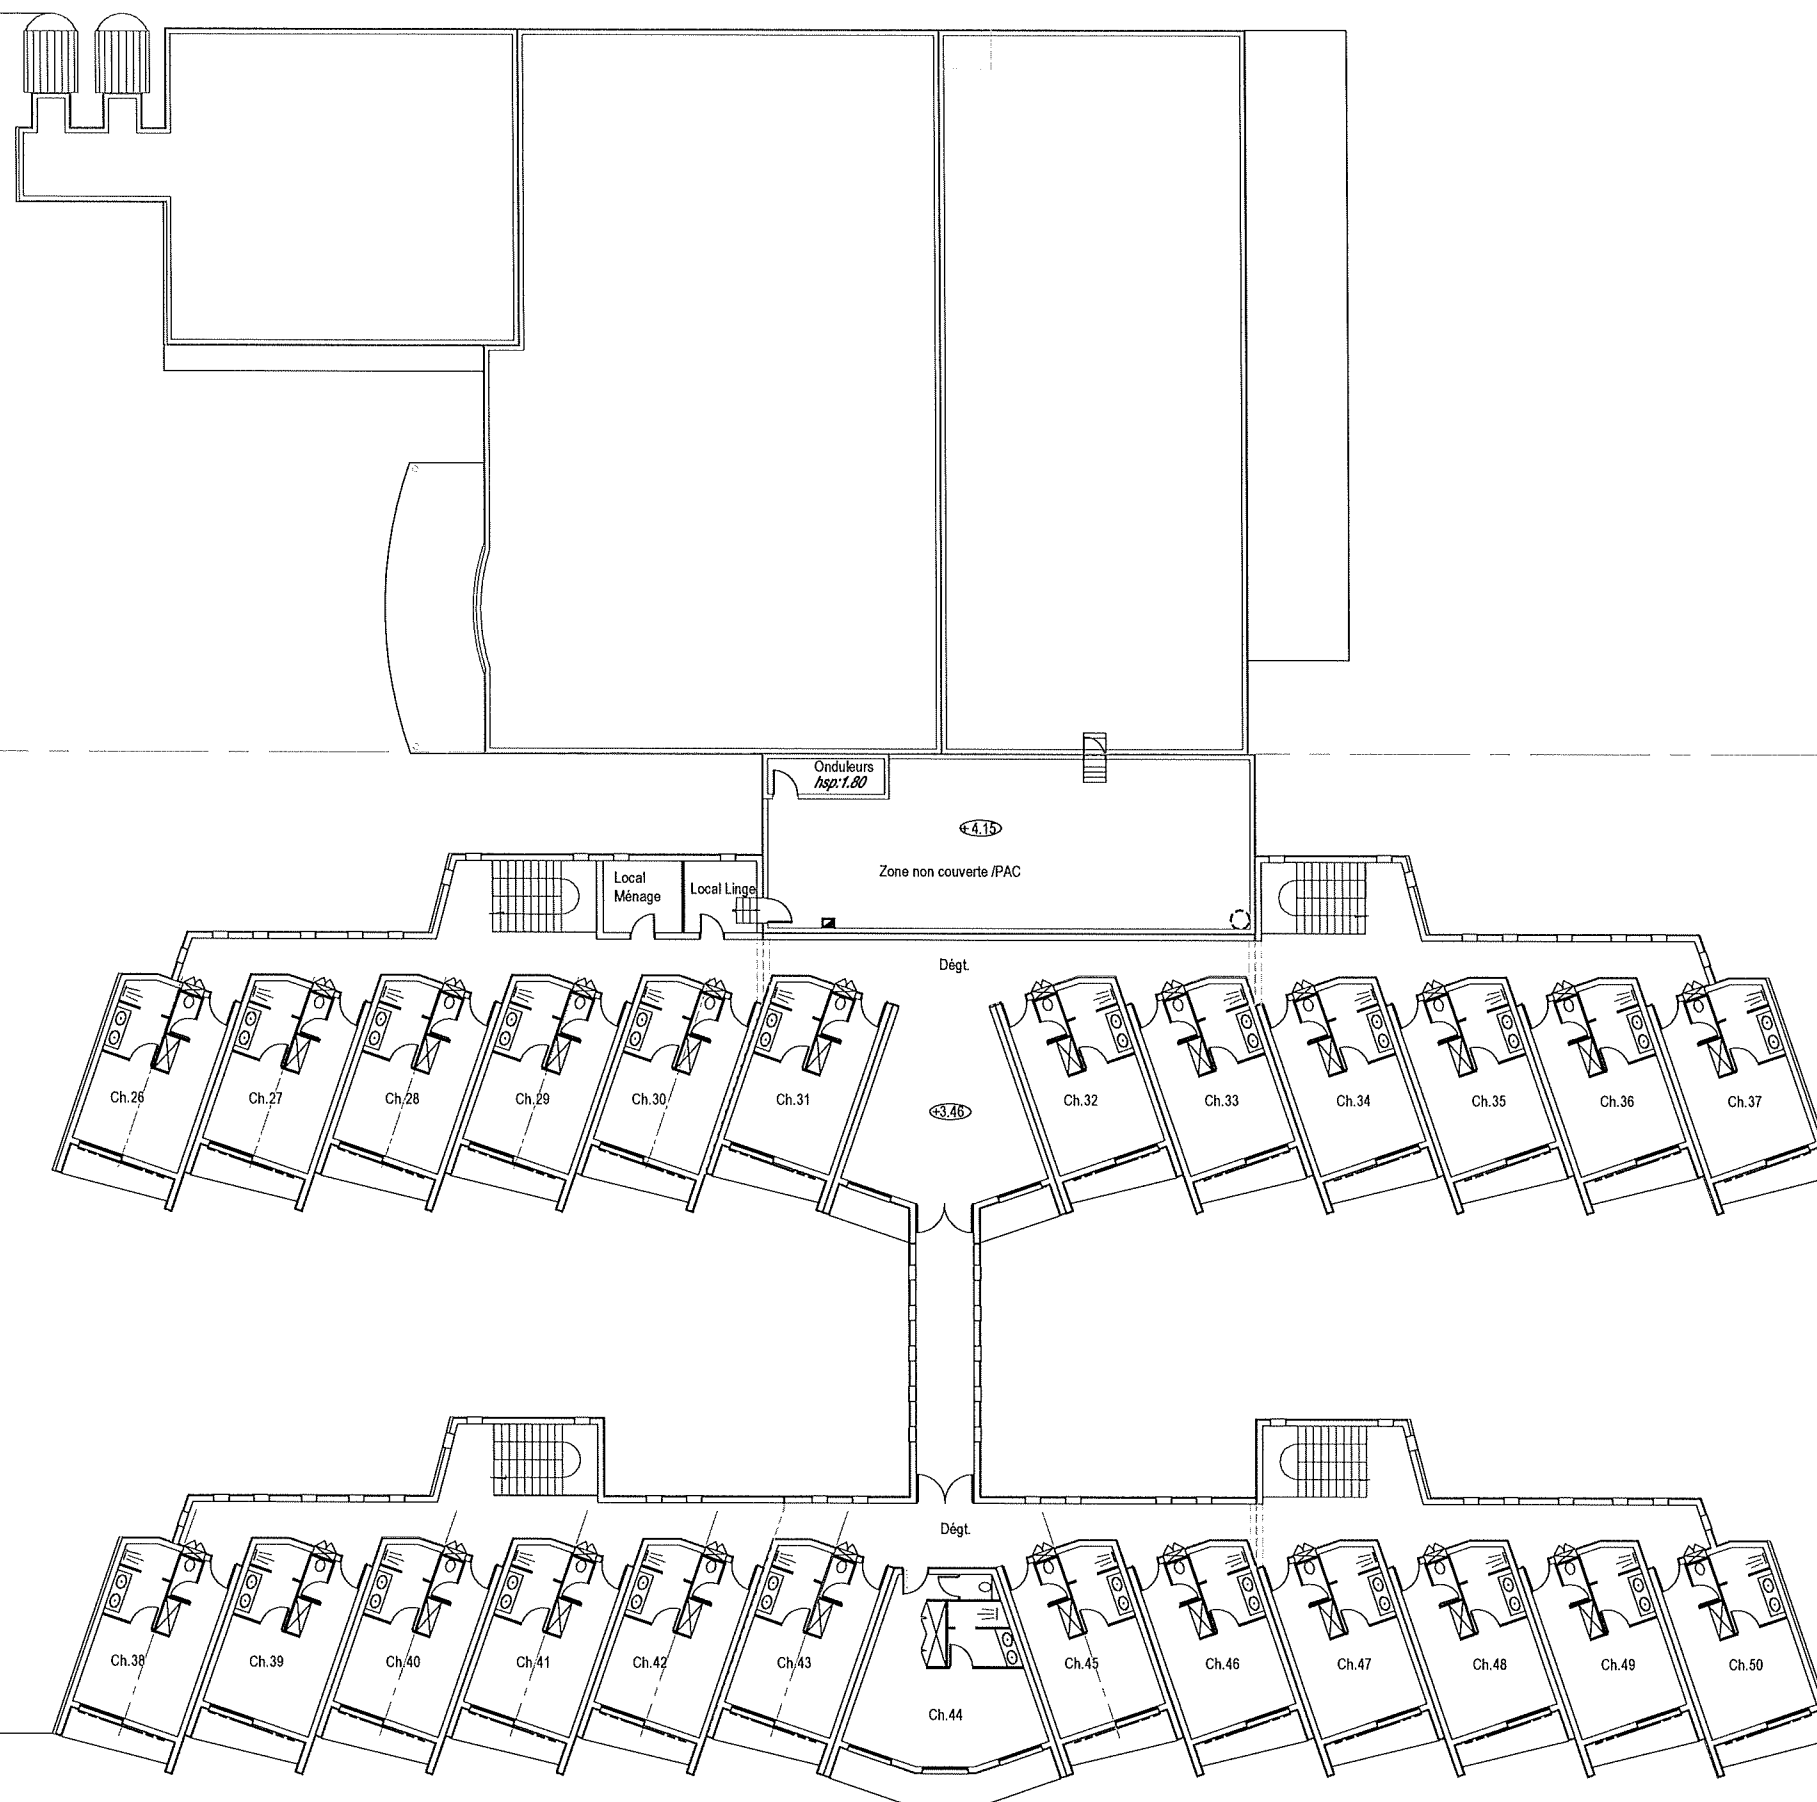 Onduleurs
hsp:1.80
+4.15
Zone non couverte /PAC
Local
Ménage
Local Linge
Dégt.
Ch.26
Ch.27
Ch.28
Ch.29
Ch.30
Ch.31
Ch.32
Ch.33
Ch.34
Ch.35
Ch.36
Ch.37
+3.46
Dégt.
Ch.38
Ch.39
Ch.40
Ch.41
Ch.42
Ch.43
Ch.45
Ch.46
Ch.47
Ch.48
Ch.49
Ch.50
Ch.44